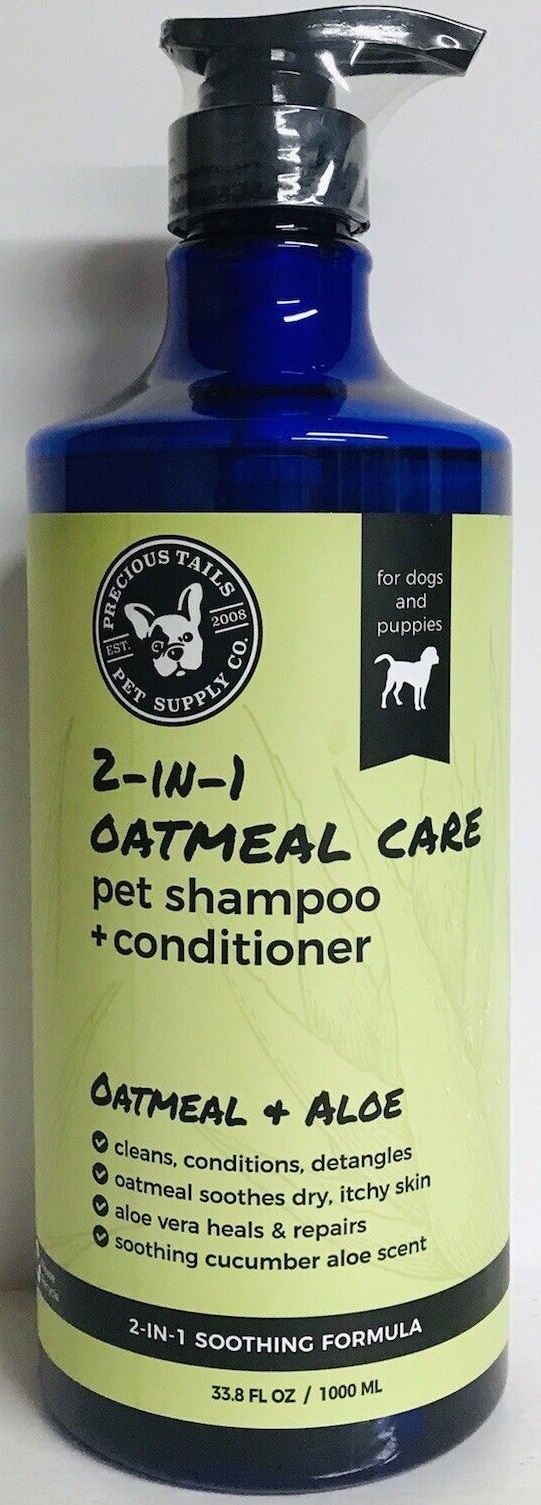 PRECIOUS TAILS
EST. 2008
PET SUPPLY CO.
for dogs
and
puppies
2-IN-1
OATMEAL CARE
pet shampoo
+ conditioner
OATMEAL + ALOE
cleans, conditions, detangles
oatmeal soothes dry, itchy skin
aloe vera heals & repairs
soothing cucumber aloe scent
2-IN-1 SOOTHING FORMULA
33.8 FL OZ / 1000 ML